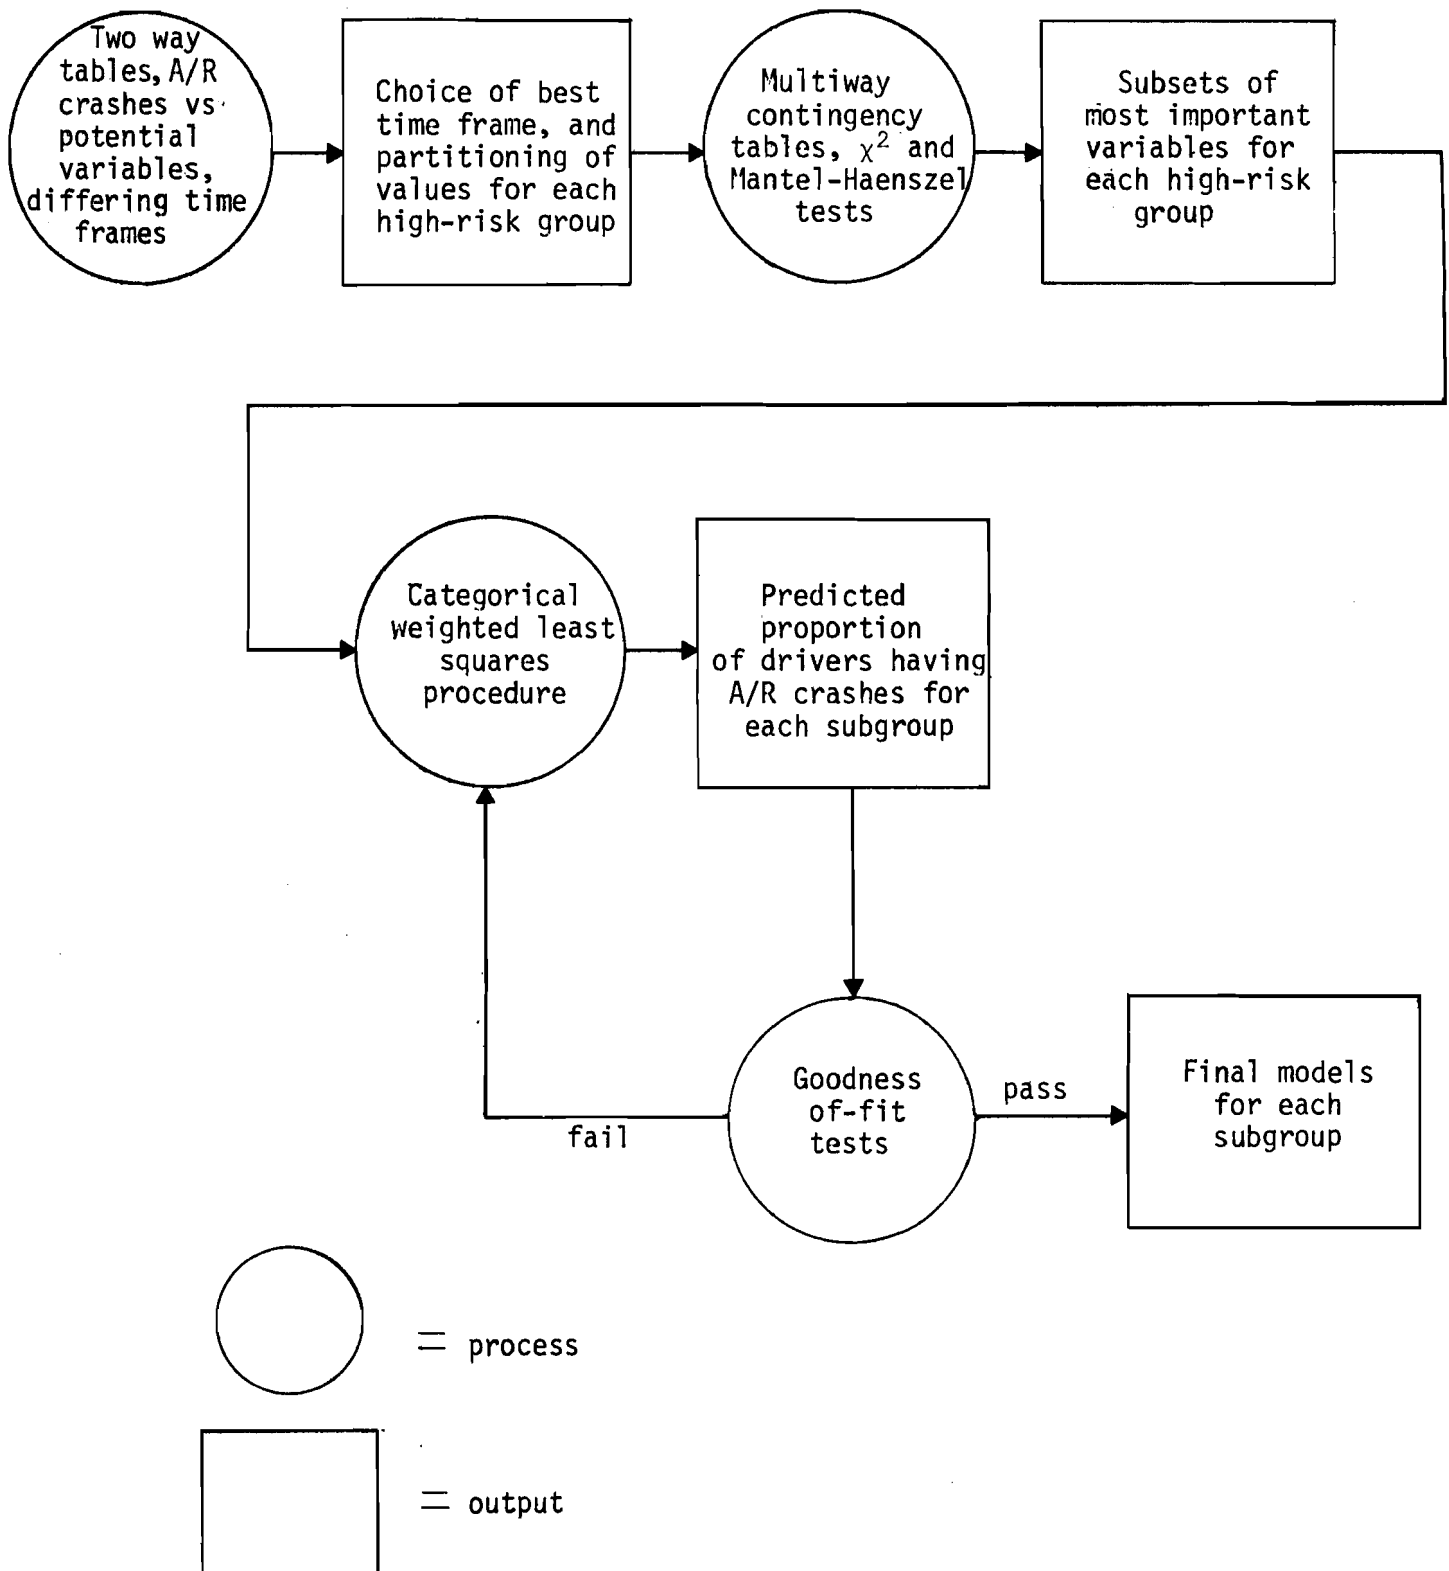 Two way
tables, A/R
crashes vs
potential
variables,
differing time
frames
Choice of best
time frame, and
partitioning of
values for each
high-risk group
Multiway
contingency
tables, χ² and
Mantel-Haenszel
tests
Subsets of
most important
variables for
each high-risk
group
Categorical
weighted least
squares
procedure
Predicted
proportion
of drivers having
A/R crashes for
each subgroup
Goodness
of-fit
tests
fail
pass
Final models
for each
subgroup
= process
= output